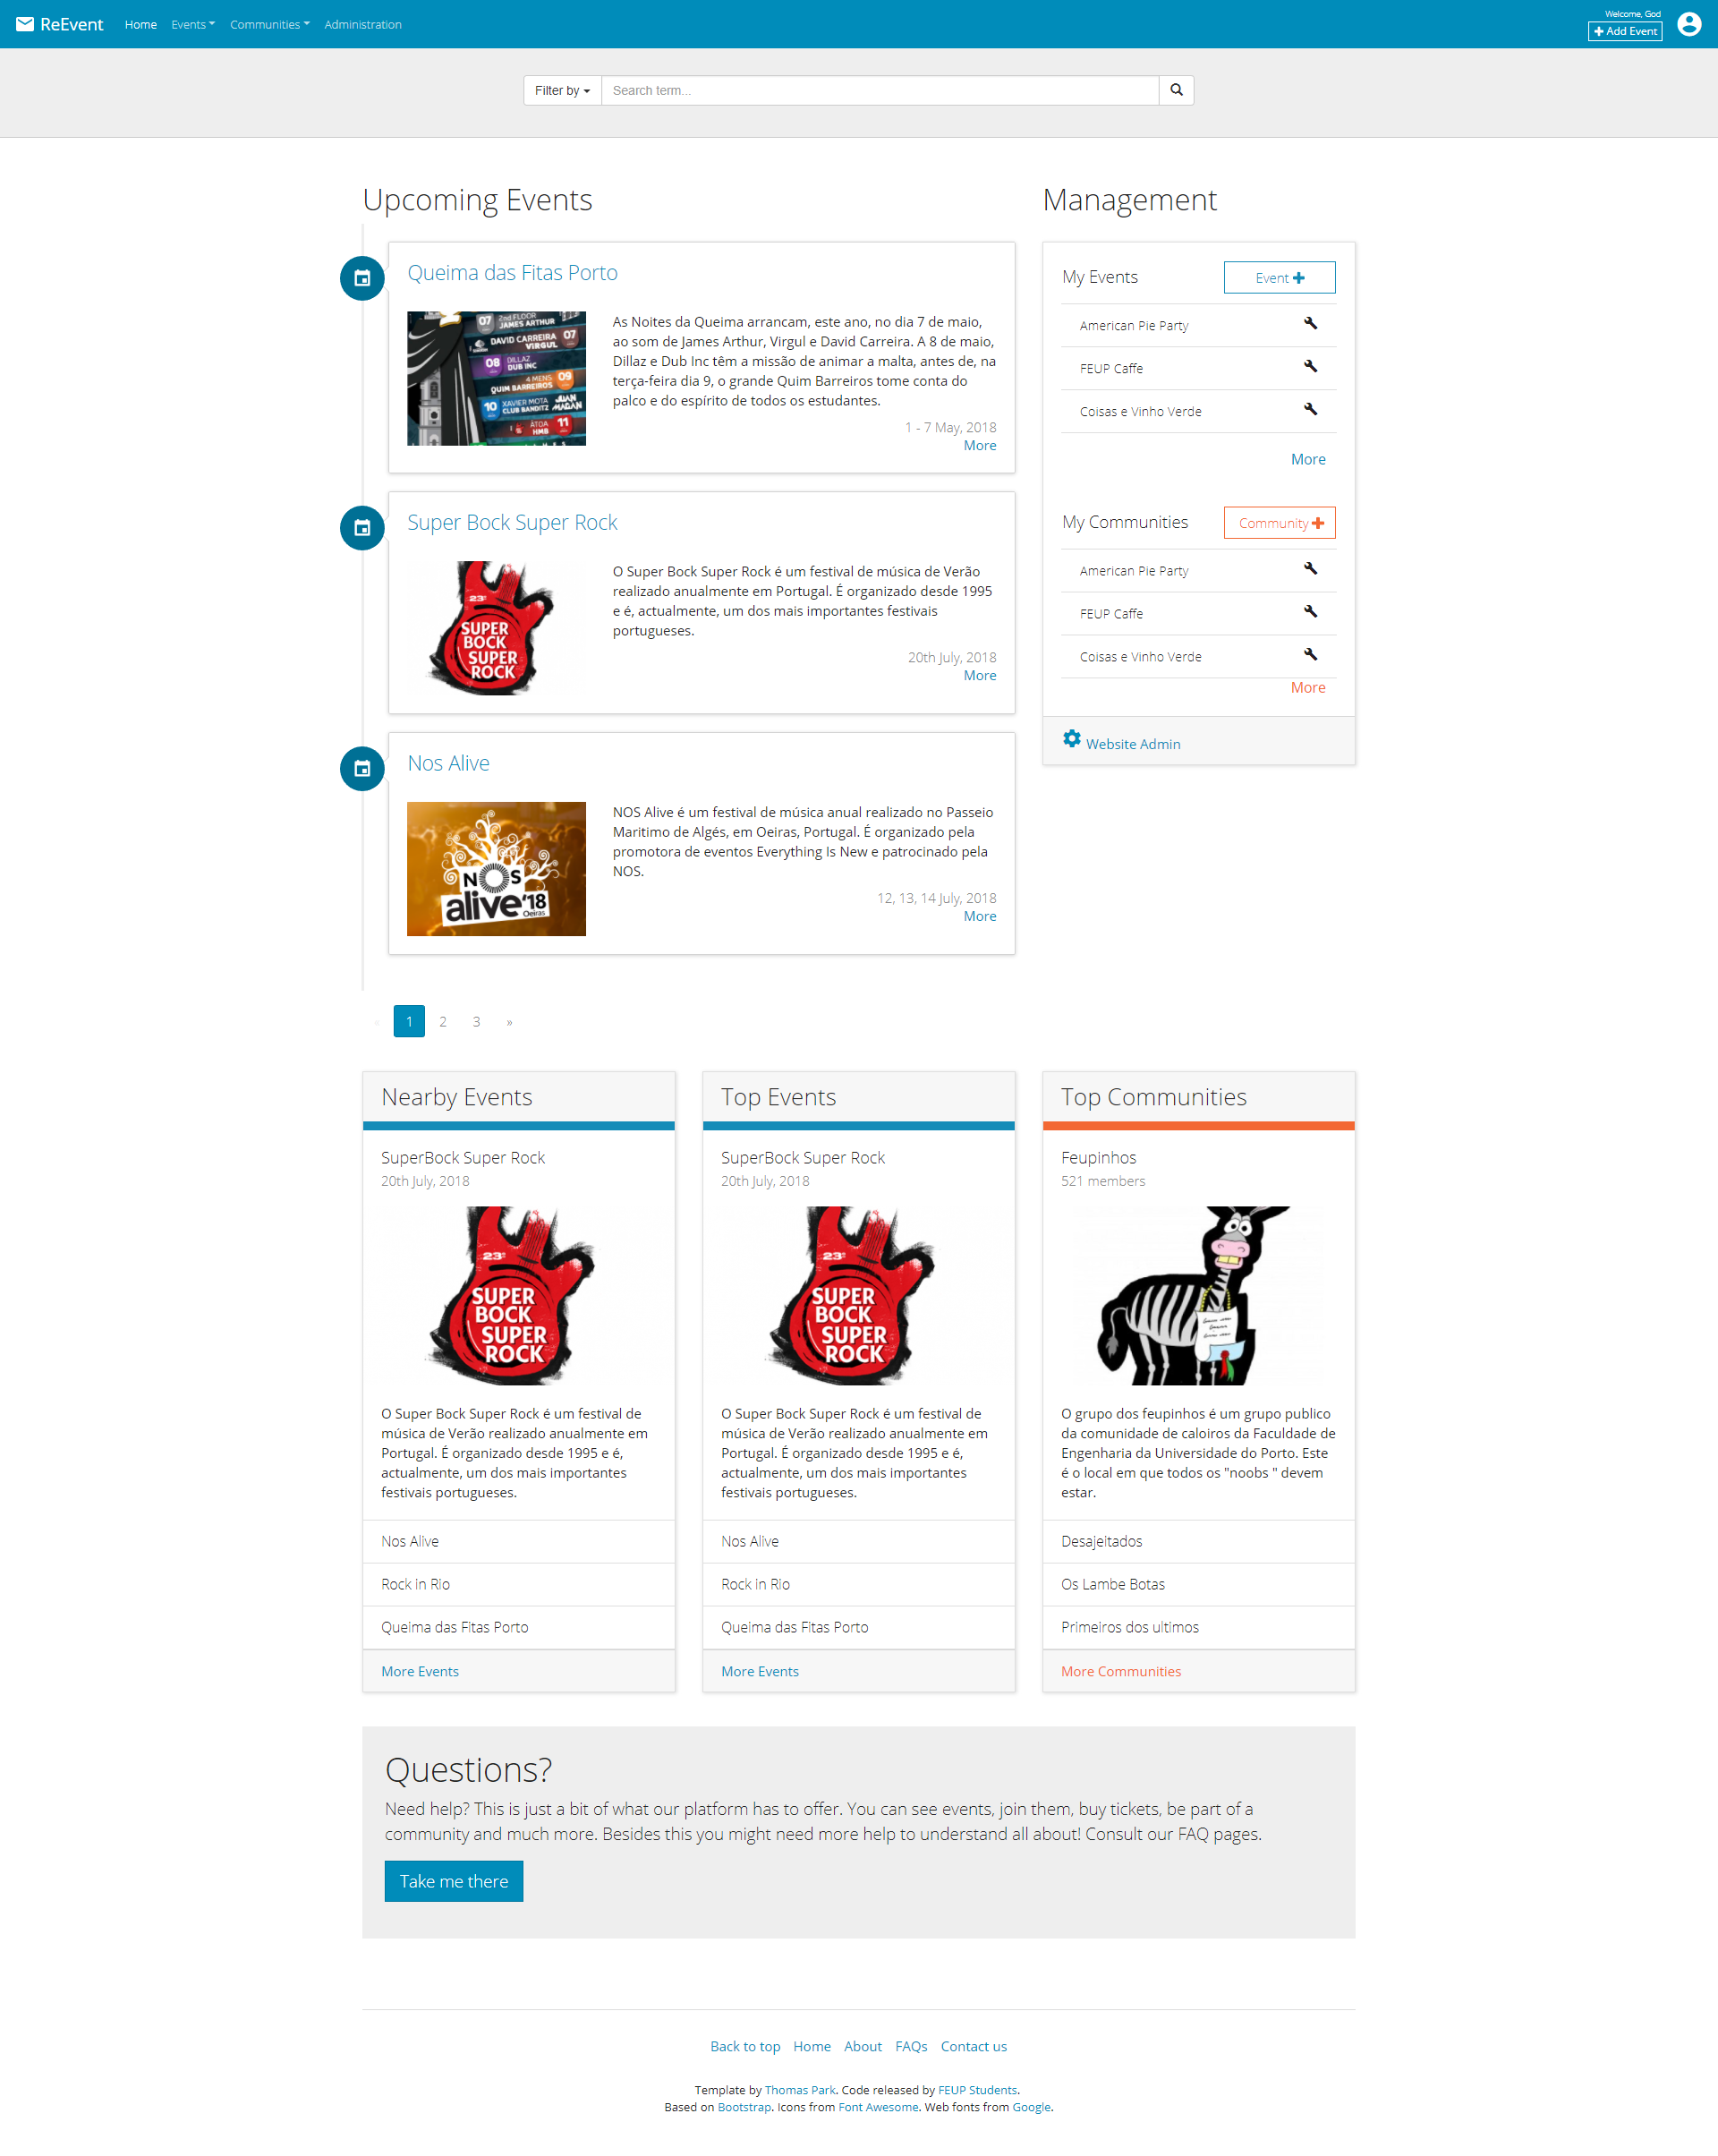 ReEvent Home Events Communities Administration
Welcome, God
Add Event
Filter by Search term...
Upcoming Events
Queima das Fitas Porto
2nd FLOOR
07 JAMES ARTHUR
DAVID CARREIRA 07
VIRGUL
08 DILLAZ
DUB INC
4 MENS 09
QUIM BARREIROS
10 XAVIER MOTA JUAN
CLUB BANDITZ MAGAN
ÁTOA 11
HMB
As Noites da Queima arrancam, este ano, no dia 7 de maio,
ao som de James Arthur, Virgul e David Carreira. A 8 de maio,
Dillaz e Dub Inc têm a missão de animar a malta, antes de, na
terça-feira dia 9, o grande Quim Barreiros tome conta do
palco e do espírito de todos os estudantes.
1 - 7 May, 2018
More
Super Bock Super Rock
23º
SUPER
BOCK
SUPER
ROCK
O Super Bock Super Rock é um festival de música de Verão
realizado anualmente em Portugal. É organizado desde 1995
e é, actualmente, um dos mais importantes festivais
portugueses.
20th July, 2018
More
Nos Alive
NOS
alive'18
Oeiras
NOS Alive é um festival de música anual realizado no Passeio
Maritimo de Algés, em Oeiras, Portugal. É organizado pela
promotora de eventos Everything Is New e patrocinado pela
NOS.
12, 13, 14 July, 2018
More
« 1 2 3 »
Management
My Events Event
American Pie Party
FEUP Caffe
Coisas e Vinho Verde
More
My Communities Community
American Pie Party
FEUP Caffe
Coisas e Vinho Verde
More
Website Admin
Nearby Events
SuperBock Super Rock
20th July, 2018
23º
SUPER
BOCK
SUPER
ROCK
O Super Bock Super Rock é um festival de
música de Verão realizado anualmente em
Portugal. É organizado desde 1995 e é,
actualmente, um dos mais importantes
festivais portugueses.
Nos Alive
Rock in Rio
Queima das Fitas Porto
More Events
Top Events
SuperBock Super Rock
20th July, 2018
23º
SUPER
BOCK
SUPER
ROCK
O Super Bock Super Rock é um festival de
música de Verão realizado anualmente em
Portugal. É organizado desde 1995 e é,
actualmente, um dos mais importantes
festivais portugueses.
Nos Alive
Rock in Rio
Queima das Fitas Porto
More Events
Top Communities
Feupinhos
521 members
O grupo dos feupinhos é um grupo publico
da comunidade de caloiros da Faculdade de
Engenharia da Universidade do Porto. Este
é o local em que todos os "noobs " devem
estar.
Desajeitados
Os Lambe Botas
Primeiros dos ultimos
More Communities
Questions?
Need help? This is just a bit of what our platform has to offer. You can see events, join them, buy tickets, be part of a
community and much more. Besides this you might need more help to understand all about! Consult our FAQ pages.
Take me there
Back to top Home About FAQs Contact us
Template by Thomas Park. Code released by FEUP Students.
Based on Bootstrap. Icons from Font Awesome. Web fonts from Google.